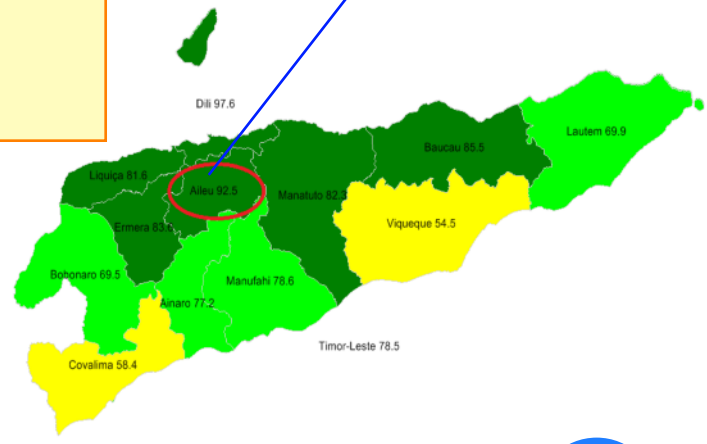 Dili 97.6
Lautem 69.9
Baucau 85.5
Liquiça 81.6
Aileu 92.5
Manatuto 82.3
Ermera 83.6
Viqueque 54.5
Bobonaro 69.5
Manufahi 78.6
Ainaro 77.2
Timor-Leste 78.5
Covalima 58.4